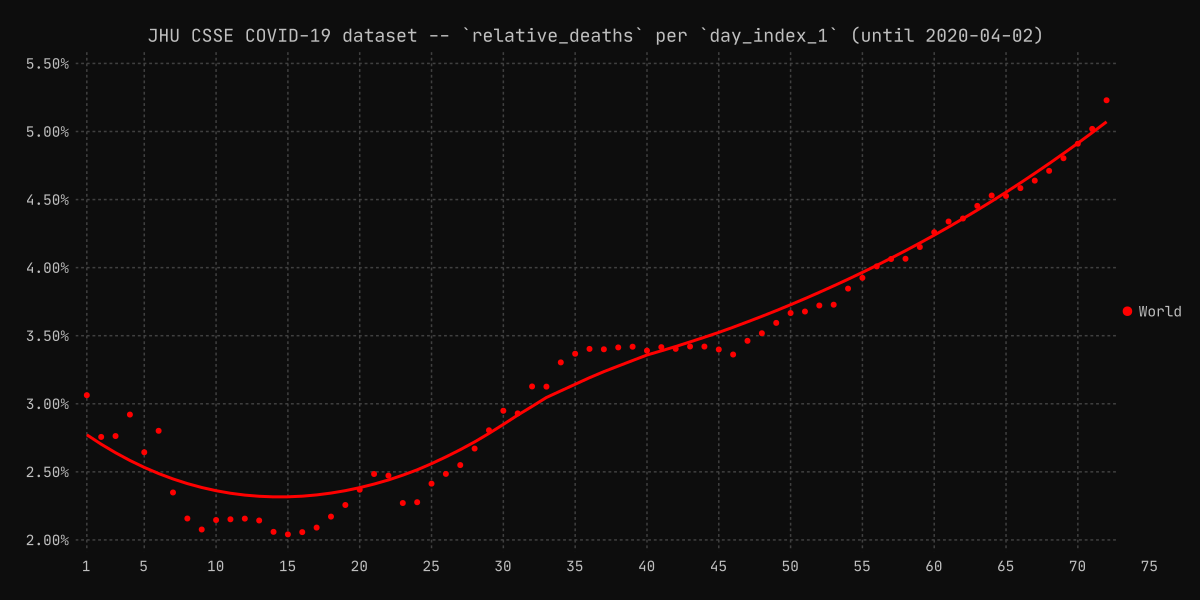 JHU CSSE COVID-19 dataset -- `relative_deaths` per `day_index_1` (until 2020-04-02)
5.50%
5.00%
4.50%
4.00%
3.50%
World
3.00%
2.50%
2.00%
1 5 10 15 20 25 30 35 40 45 50 55 60 65 70 75